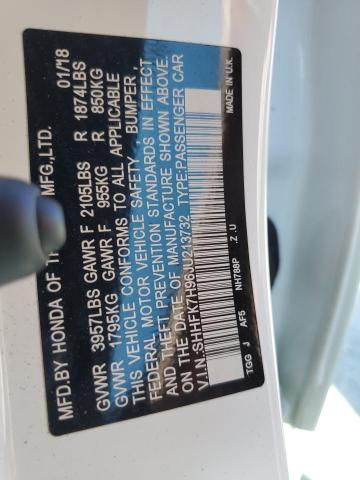 MFD.BY HONDA OF TH MFG.,LTD. 01/18
GVWR 3957LBS GAWR F 2105LBS R 1874LBS
GVWR 1795KG GAWR F 955KG R 850KG
THIS VEHICLE CONFORMS TO ALL APPLICABLE
FEDERAL MOTOR VEHICLE SAFETY BUMPER,
AND THEFT PREVENTION STANDARDS IN EFFECT
ON THE DATE OF MANUFACTURE SHOWN ABOVE.
V.I.N:SHHFK7H96JU213732 TYPE:PASSENGER CAR
TGG J AF5 NH788P .Z .U MADE IN U.K.